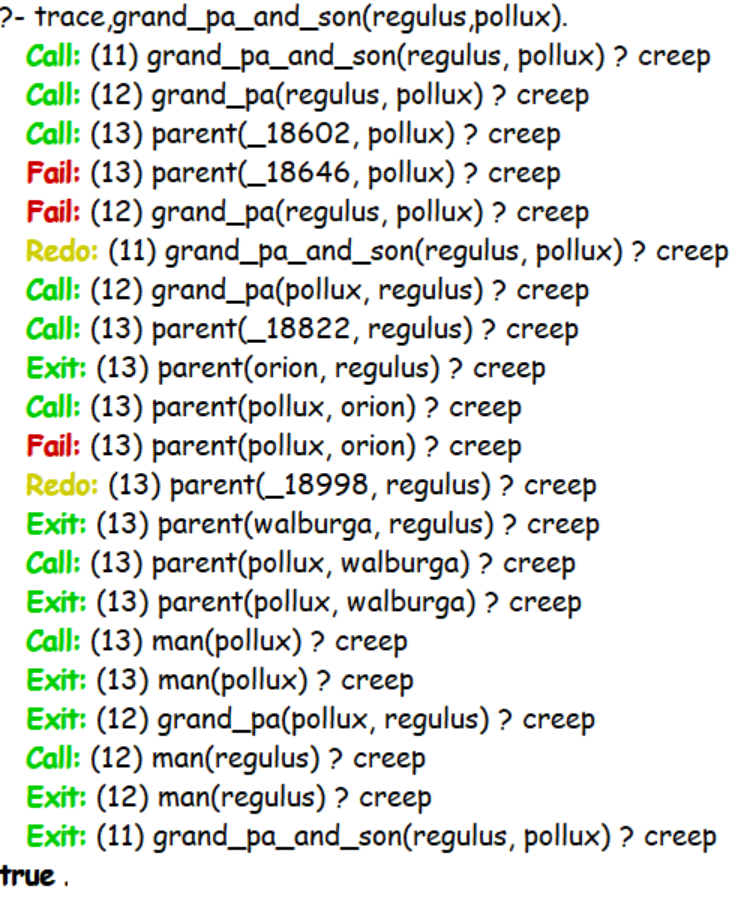 ?- trace,grand_pa_and_son(regulus,pollux).
Call: (11) grand_pa_and_son(regulus, pollux) ? creep
Call: (12) grand_pa(regulus, pollux) ? creep
Call: (13) parent(_18602, pollux) ? creep
Fail: (13) parent(_18646, pollux) ? creep
Fail: (12) grand_pa(regulus, pollux) ? creep
Redo: (11) grand_pa_and_son(regulus, pollux) ? creep
Call: (12) grand_pa(pollux, regulus) ? creep
Call: (13) parent(_18822, regulus) ? creep
Exit: (13) parent(orion, regulus) ? creep
Call: (13) parent(pollux, orion) ? creep
Fail: (13) parent(pollux, orion) ? creep
Redo: (13) parent(_18998, regulus) ? creep
Exit: (13) parent(walburga, regulus) ? creep
Call: (13) parent(pollux, walburga) ? creep
Exit: (13) parent(pollux, walburga) ? creep
Call: (13) man(pollux) ? creep
Exit: (13) man(pollux) ? creep
Exit: (12) grand_pa(pollux, regulus) ? creep
Call: (12) man(regulus) ? creep
Exit: (12) man(regulus) ? creep
Exit: (11) grand_pa_and_son(regulus, pollux) ? creep
true .